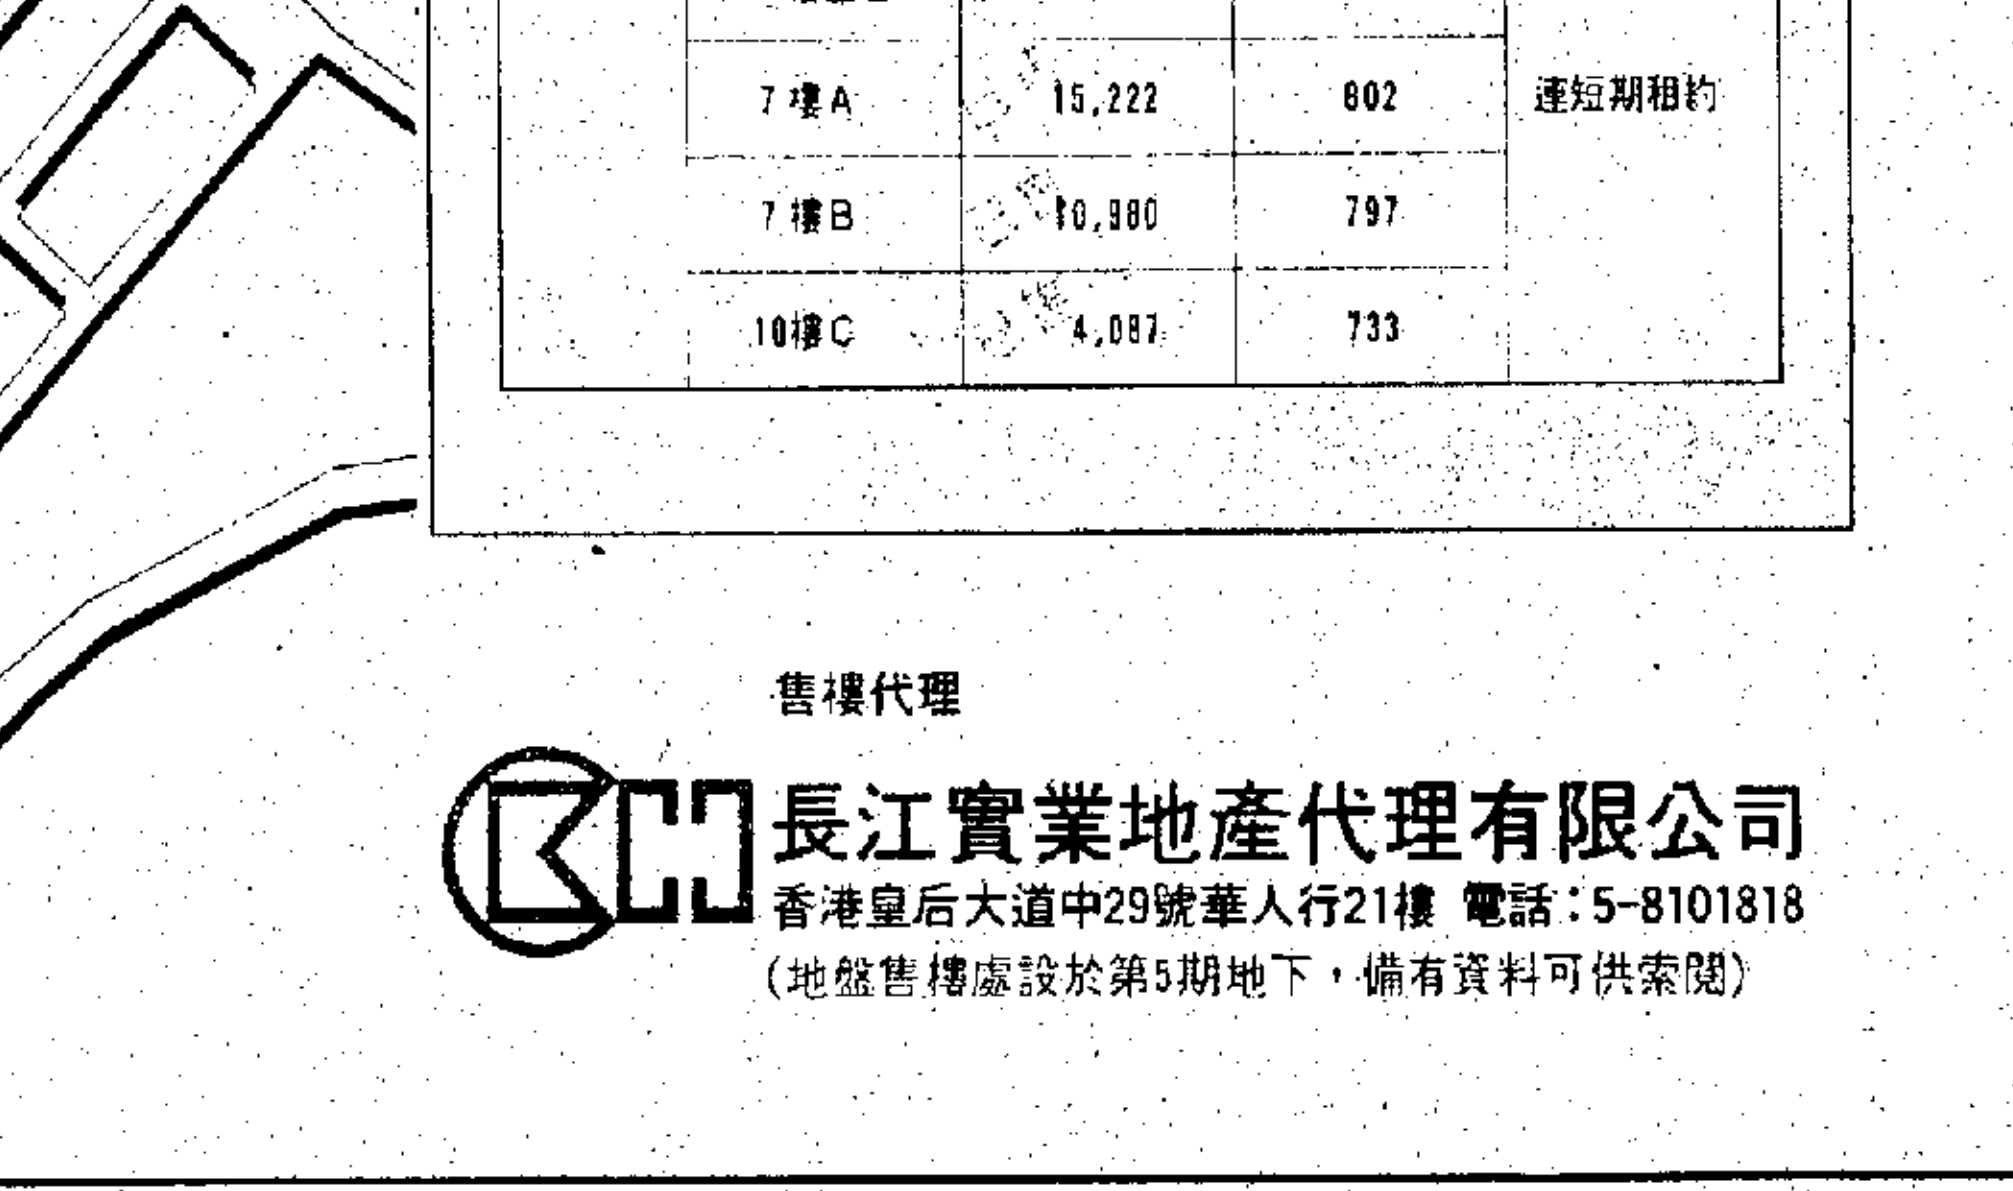 7樓A 15,222 802 連短期租約
7樓B 10,980 797
10樓C 4,087 733
售樓代理
長江實業地產代理有限公司
香港皇后大道中29號華人行21樓 電話：5-8101818
(地盤售樓處設於第5期地下，備有資料可供索閱)